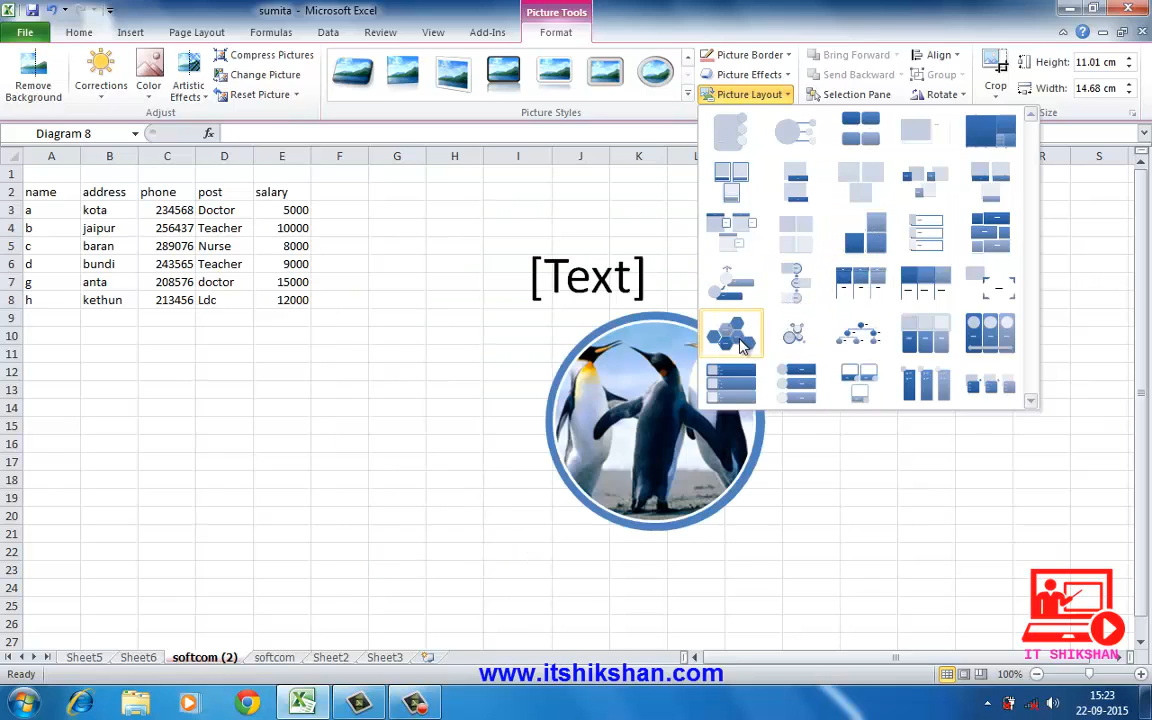 sumita - Microsoft Excel
Picture Tools
File Home Insert Page Layout Formulas Data Review View Add-Ins Format
Remove Background
Corrections
Color
Artistic Effects
Compress Pictures
Change Picture
Reset Picture
Adjust
Picture Styles
Picture Border
Picture Effects
Picture Layout
Bring Forward
Send Backward
Selection Pane
Align
Group
Rotate
Crop
Height: 11.01 cm
Width: 14.68 cm
Size
Diagram 8
fx
A B C D E F G H I J K L R S
1
2 name address phone post salary
3 a kota 234568 Doctor 5000
4 b jaipur 256437 Teacher 10000
5 c baran 289076 Nurse 8000
6 d bundi 243565 Teacher 9000
7 g anta 208576 doctor 15000
8 h kethun 213456 Ldc 12000
9
10
11
12
13
14
15
16
17
18
19
20
21
22
23
24
25
26
27
[Text]
IT SHIKSHAN
Sheet5 Sheet6 softcom (2) softcom Sheet2 Sheet3
Ready
www.itshikshan.com
100%
15:23
22-09-2015